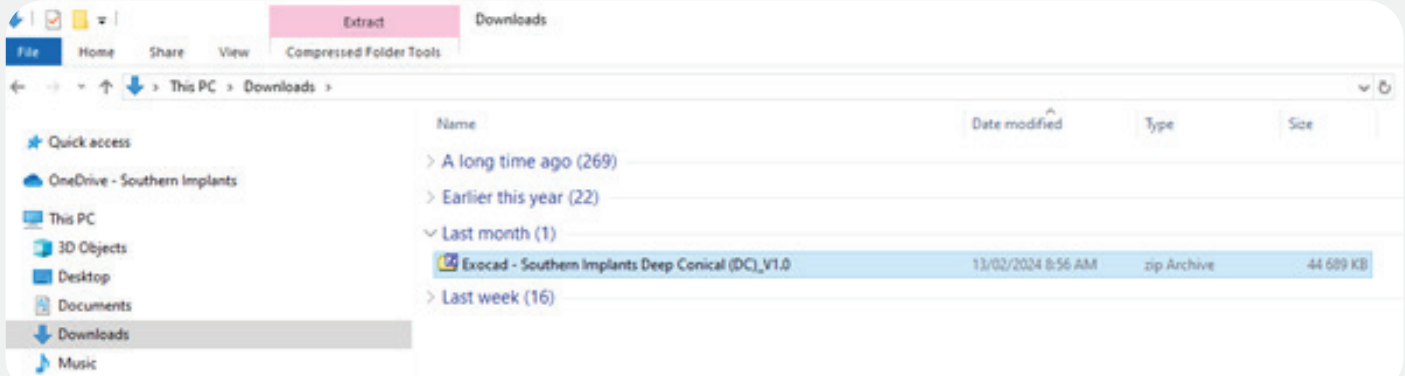 Extract Downloads
File Home Share View Compressed Folder Tools
This PC > Downloads >
Name Date modified Type Size
Quick access
A long time ago (269)
OneDrive - Southern Implants
Earlier this year (22)
This PC
Last month (1)
3D Objects
Exocad - Southern Implants Deep Conical (DC)_V1.0 13/02/2024 8:56 AM zip Archive 44 689 KB
Desktop
Last week (16)
Documents
Downloads
Music